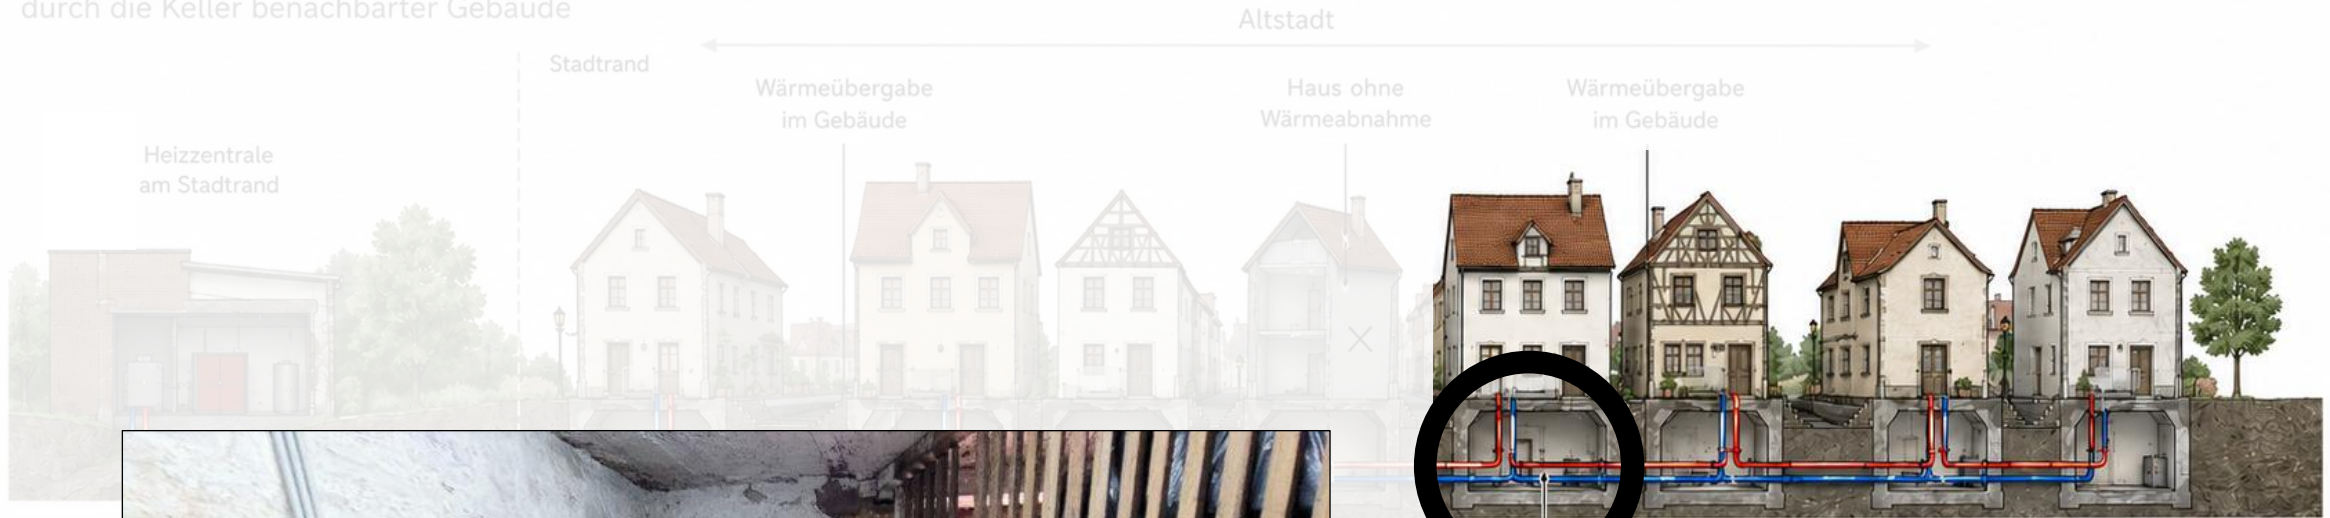 durch die Keller benachbarter Gebäude
Altstadt
Stadtrand
Wärmeübergabe
im Gebäude
Haus ohne
Wärmeabnahme
Wärmeübergabe
im Gebäude
Heizzentrale
am Stadtrand